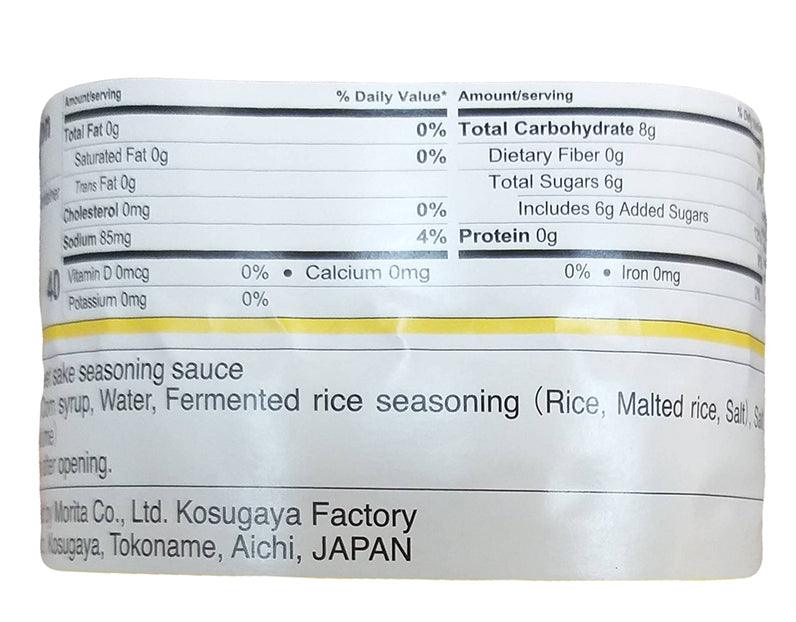 Amount/serving % Daily Value* Amount/serving
Total Fat 0g 0% Total Carbohydrate 8g
Saturated Fat 0g 0% Dietary Fiber 0g
Trans Fat 0g Total Sugars 6g
Cholesterol 0mg 0% Includes 6g Added Sugars
Sodium 85mg 4% Protein 0g
40 Vitamin D 0mcg 0% • Calcium 0mg 0% • Iron 0mg
Potassium 0mg 0%
sake seasoning sauce
syrup, Water, Fermented rice seasoning (Rice, Malted rice, Salt),
opening.
Morita Co., Ltd. Kosugaya Factory
Kosugaya, Tokoname, Aichi, JAPAN